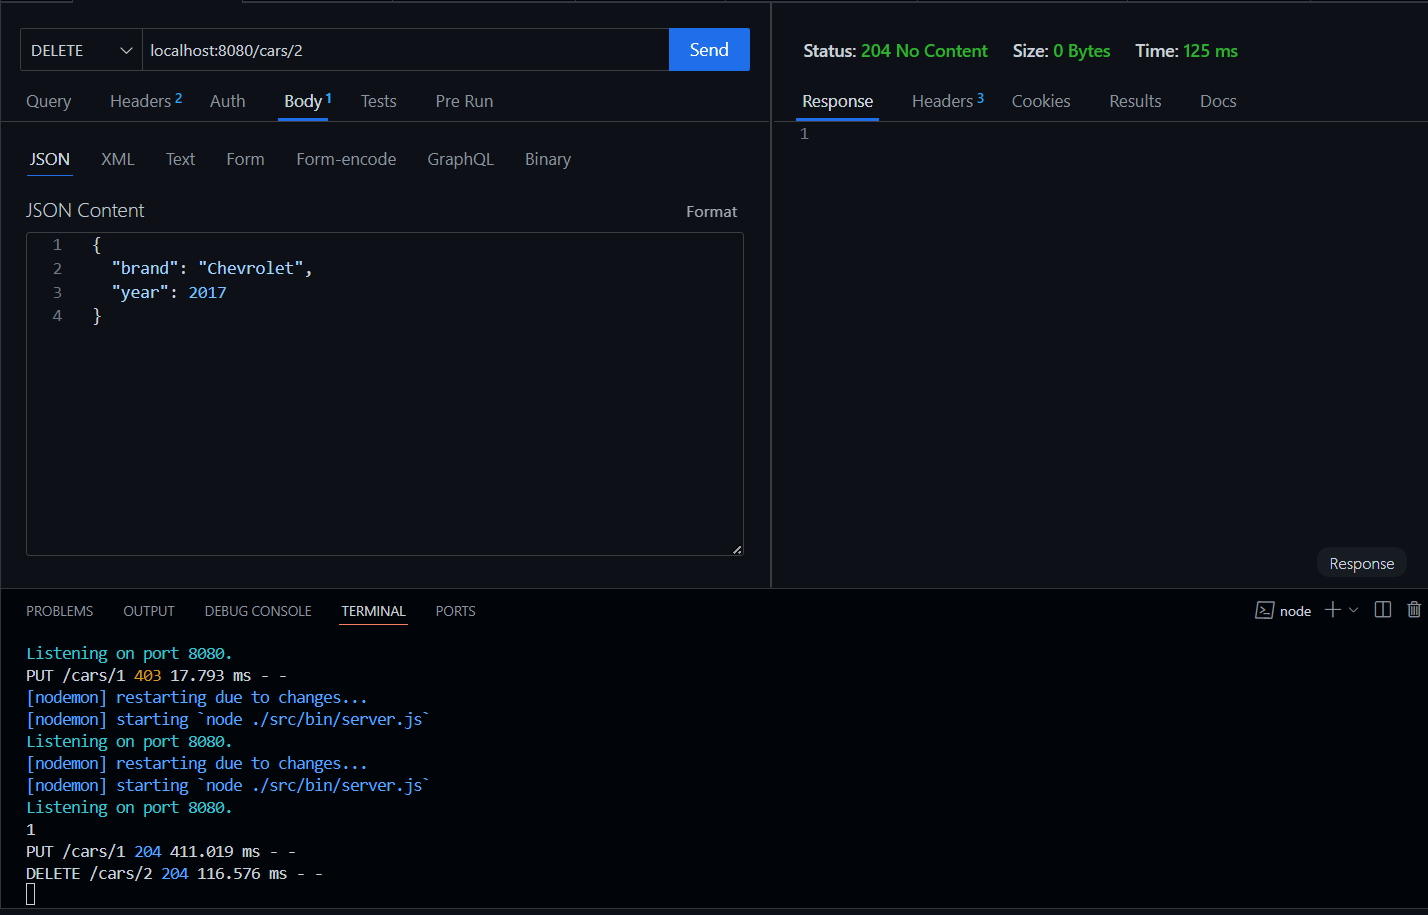 DELETE localhost:8080/cars/2 Send
Query Headers 2 Auth Body 1 Tests Pre Run
JSON XML Text Form Form-encode GraphQL Binary
JSON Content Format
1 {
2 "brand": "Chevrolet",
3 "year": 2017
4 }
Status: 204 No Content Size: 0 Bytes Time: 125 ms
Response Headers 3 Cookies Results Docs
1
Response
PROBLEMS OUTPUT DEBUG CONSOLE TERMINAL PORTS node
Listening on port 8080.
PUT /cars/1 403 17.793 ms - -
[nodemon] restarting due to changes...
[nodemon] starting `node ./src/bin/server.js`
Listening on port 8080.
[nodemon] restarting due to changes...
[nodemon] starting `node ./src/bin/server.js`
Listening on port 8080.
1
PUT /cars/1 204 411.019 ms - -
DELETE /cars/2 204 116.576 ms - -